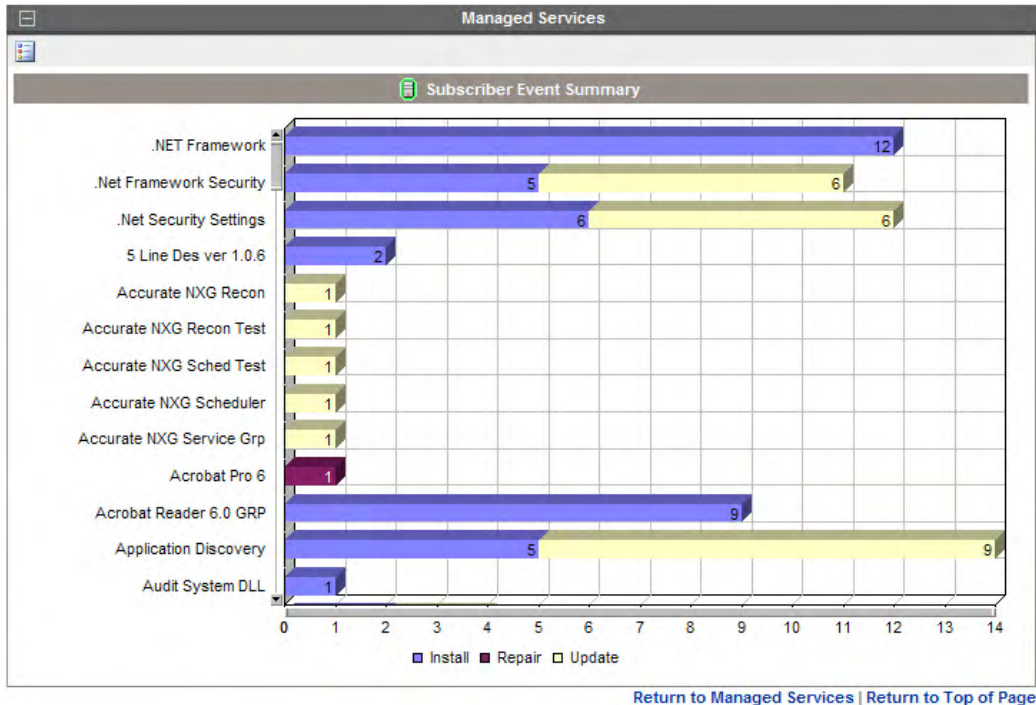 Managed Services
Subscriber Event Summary
.NET Framework 12
.Net Framework Security 5 6
.Net Security Settings 6 6
5 Line Des ver 1.0.6 2
Accurate NXG Recon 1
Accurate NXG Recon Test 1
Accurate NXG Sched Test 1
Accurate NXG Scheduler 1
Accurate NXG Service Grp 1
Acrobat Pro 6 1
Acrobat Reader 6.0 GRP 9
Application Discovery 5 9
Audit System DLL 1
0 1 2 3 4 5 6 7 8 9 10 11 12 13 14
Install Repair Update
Return to Managed Services | Return to Top of Page